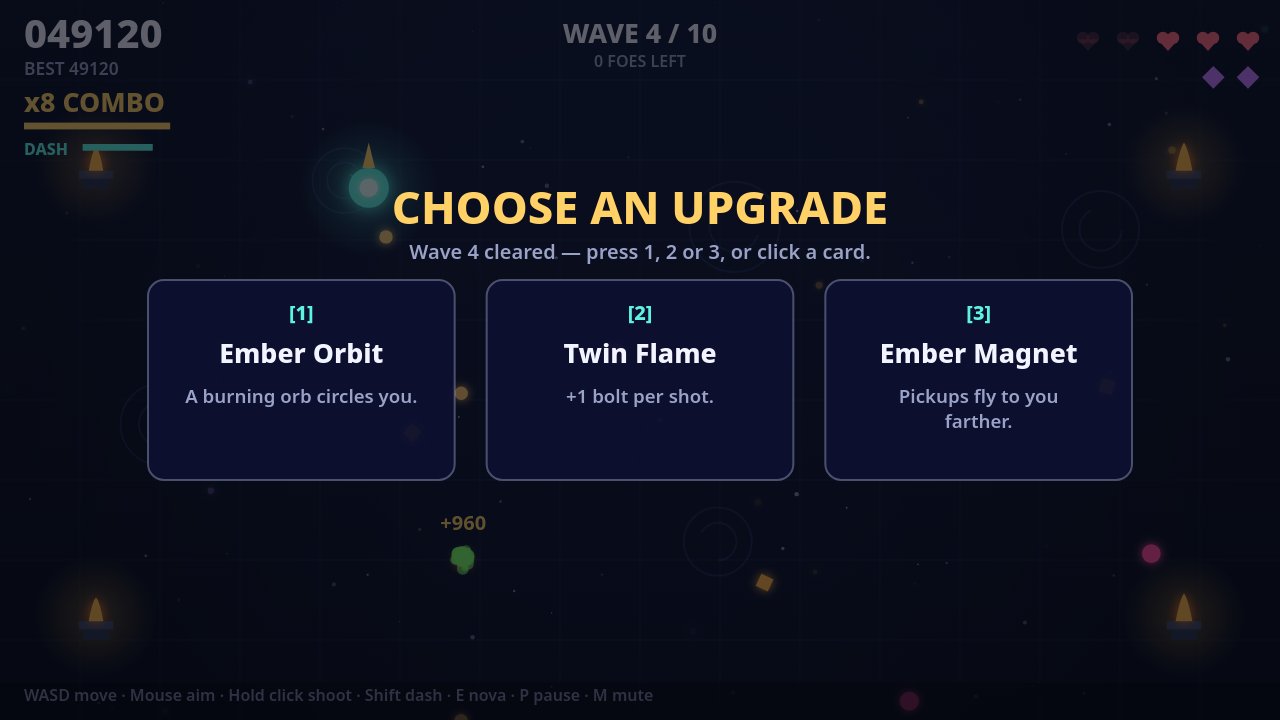 049120
BEST 49120
x8 COMBO
DASH
WAVE 4 / 10
0 FOES LEFT
CHOOSE AN UPGRADE
Wave 4 cleared — press 1, 2 or 3, or click a card.
[1]
Ember Orbit
A burning orb circles you.
[2]
Twin Flame
+1 bolt per shot.
[3]
Ember Magnet
Pickups fly to you
farther.
+960
WASD move · Mouse aim · Hold click shoot · Shift dash · E nova · P pause · M mute